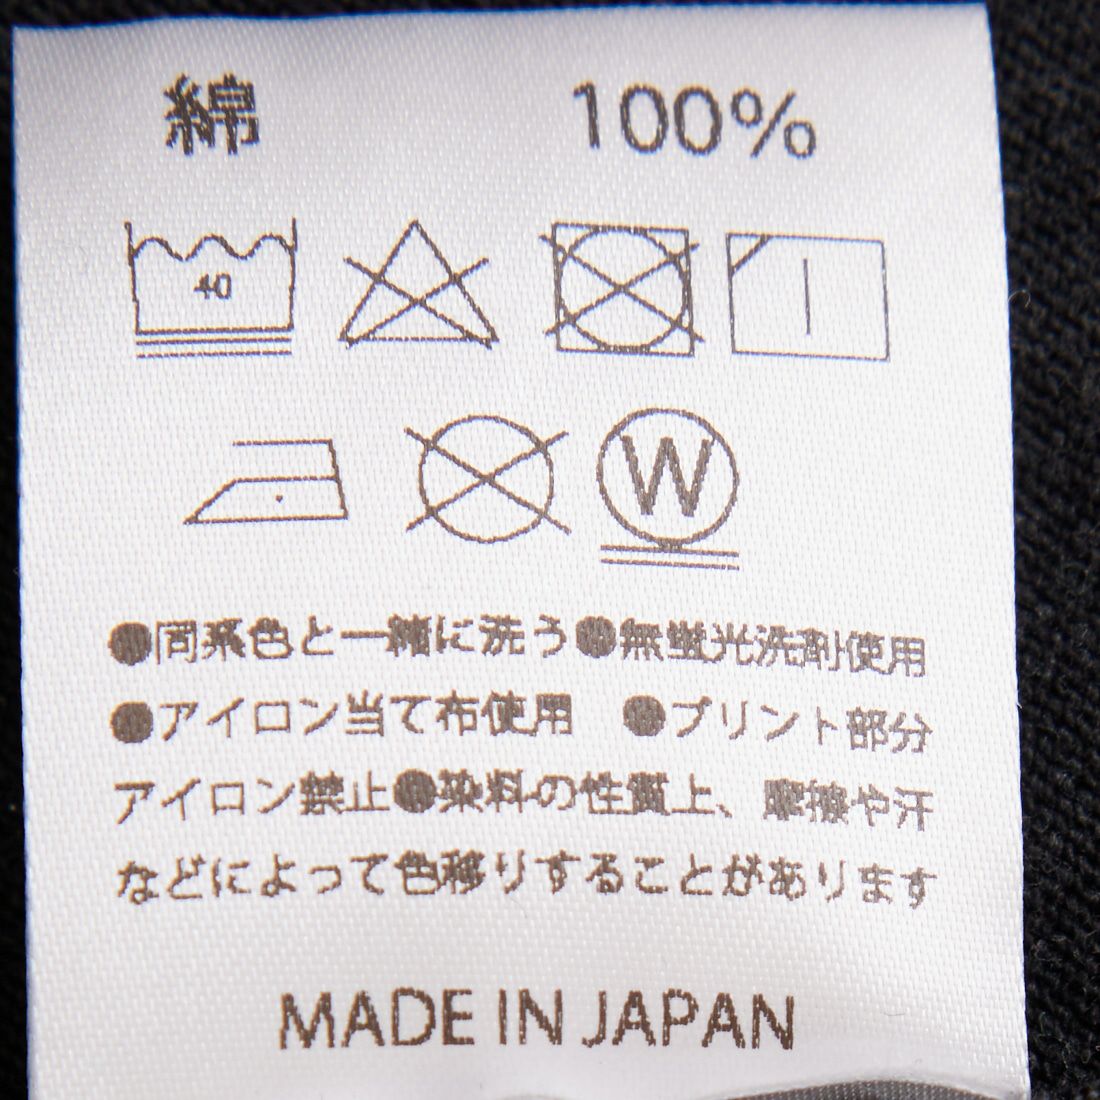 綿 100%
40
W
●同系色と一緒に洗う●無蛍光洗剤使用
●アイロン当て布使用 ●プリント部分
アイロン禁止●染料の性質上、摩擦や汗
などによって色移りすることがあります
MADE IN JAPAN